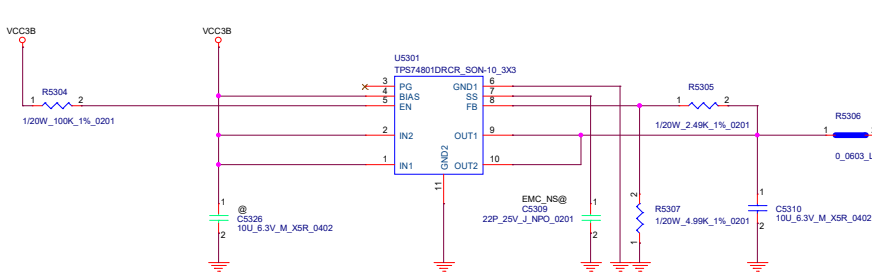 VCC3B
VCC3B
U5301
TPS74801DRCR_SON-10_3X3
R5304
1
2
1/20W_100K_1%_0201
3
PG
4
BIAS
5
EN
2
IN2
1
IN1
GND1
6
SS
7
FB
8
OUT1
9
OUT2
10
GND2
11
R5305
1
2
1/20W_2.49K_1%_0201
R5306
1
0_0603_L
@
1
C5326
10U_6.3V_M_X5R_0402
2
EMC_NS@
1
C5309
22P_25V_J_NPO_0201
2
2
R5307
1/20W_4.99K_1%_0201
1
1
C5310
10U_6.3V_M_X5R_0402
2